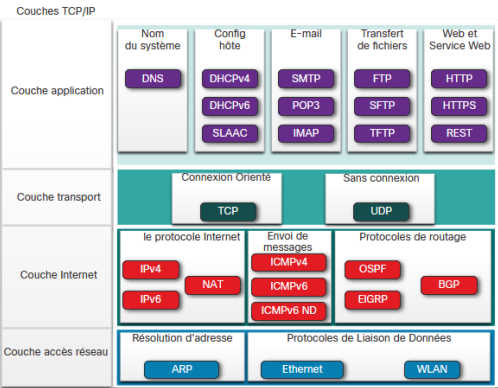 Couches TCP/IP
Couche application
Nom
du système
DNS
Config
hôte
DHCPv4
DHCPv6
SLAAC
E-mail
SMTP
POP3
IMAP
Transfert
de fichiers
FTP
SFTP
TFTP
Web et
Service Web
HTTP
HTTPS
REST
Couche transport
Connexion Orienté
TCP
Sans connexion
UDP
Couche Internet
le protocole Internet
IPv4
NAT
IPv6
Envoi de
messages
ICMPv4
ICMPv6
ICMPv6 ND
Protocoles de routage
OSPF
BGP
EIGRP
Couche accès réseau
Résolution d'adresse
ARP
Protocoles de Liaison de Données
Ethernet
WLAN